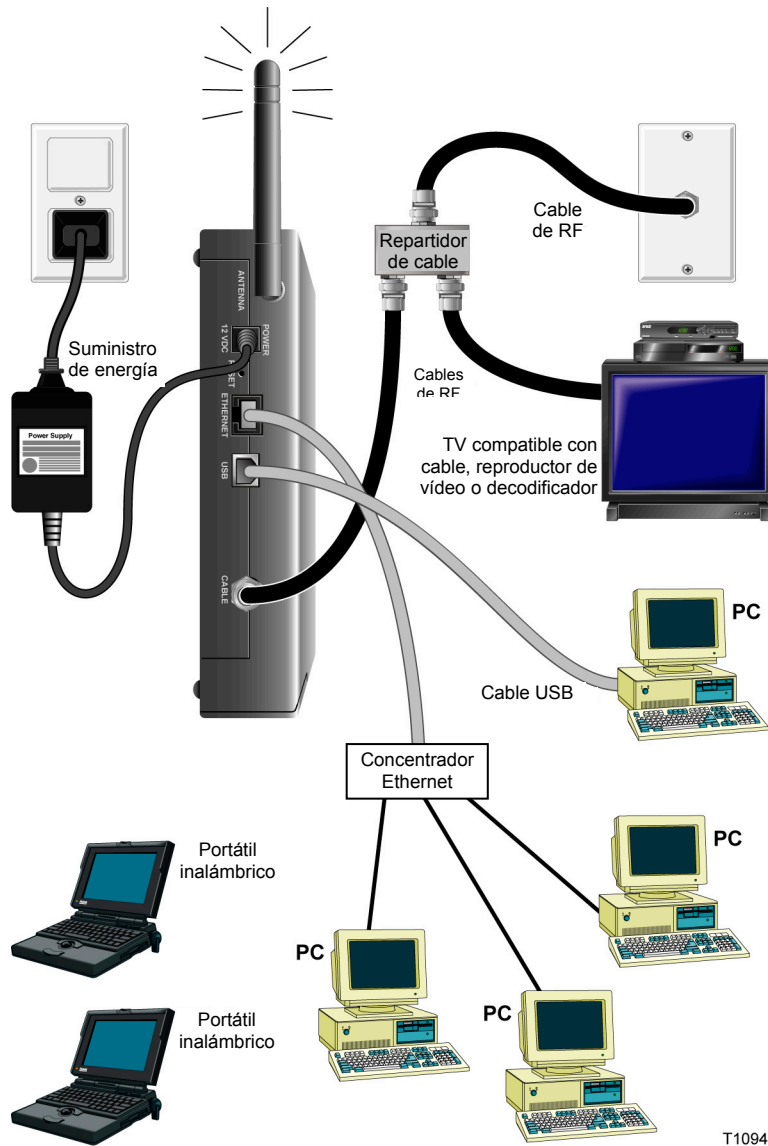 Repartidor
de cable
Cable
de RF
ANTENNA
POWER
12 VDC
Suministro
de energía
ETHERNET
Cables
de RF
Power Supply
USB
TV compatible con
cable, reproductor de
vídeo o decodificador
CABLE
PC
Cable USB
Concentrador
Ethernet
Portátil
inalámbrico
PC
PC
Portátil
inalámbrico
PC
T1094